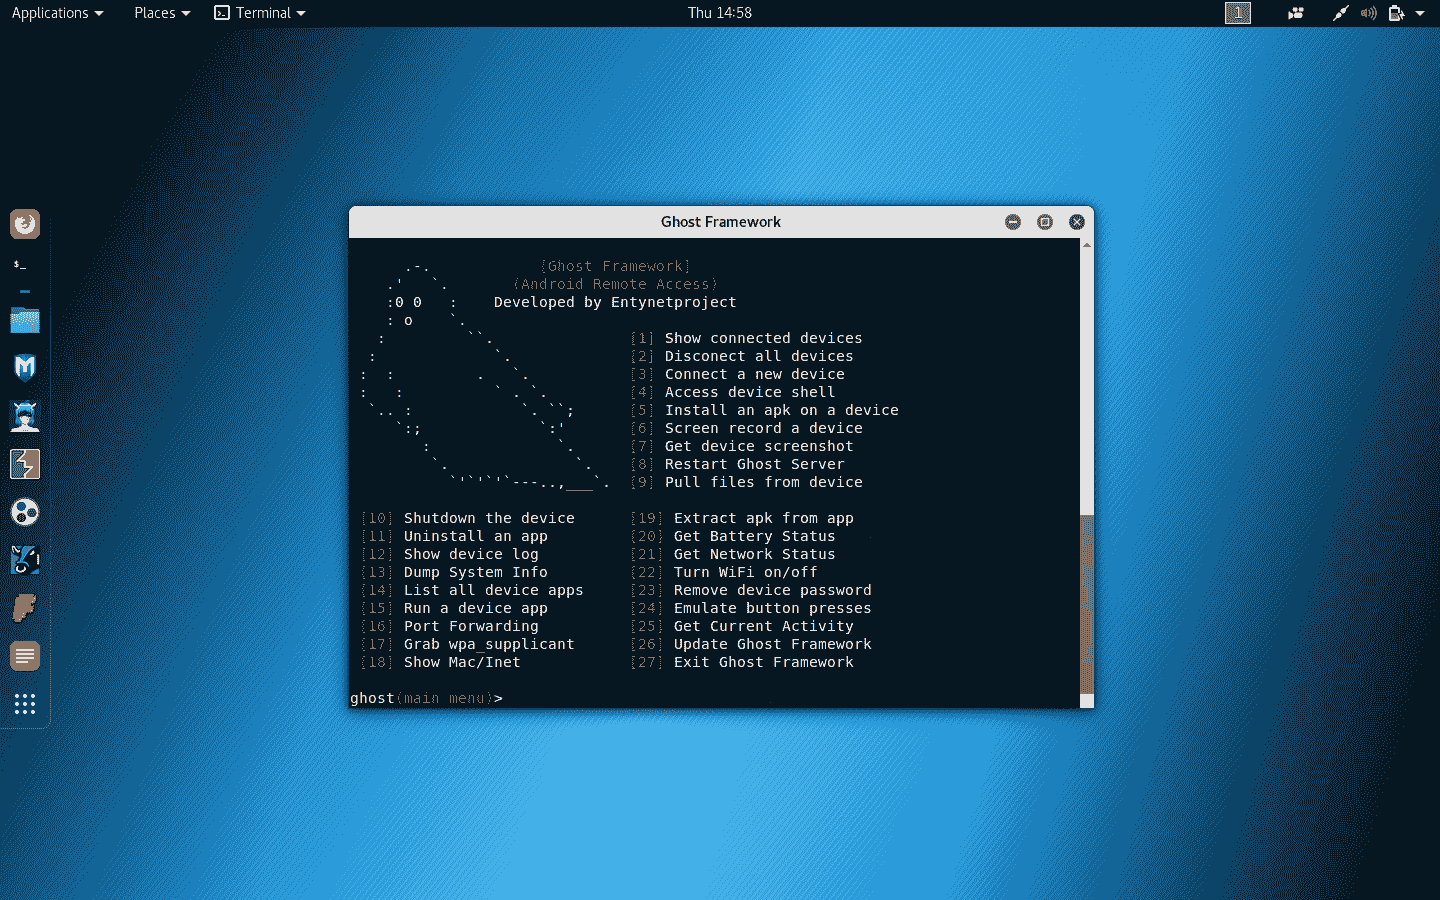 Applications Places Terminal Thu 14:58 1
Ghost Framework
[Ghost Framework]
(Android Remote Access)
Developed by Entynetproject
[1] Show connected devices
[2] Disconect all devices
[3] Connect a new device
[4] Access device shell
[5] Install an apk on a device
[6] Screen record a device
[7] Get device screenshot
[8] Restart Ghost Server
[9] Pull files from device
[10] Shutdown the device [19] Extract apk from app
[11] Uninstall an app [20] Get Battery Status
[12] Show device log [21] Get Network Status
[13] Dump System Info [22] Turn WiFi on/off
[14] List all device apps [23] Remove device password
[15] Run a device app [24] Emulate button presses
[16] Port Forwarding [25] Get Current Activity
[17] Grab wpa_supplicant [26] Update Ghost Framework
[18] Show Mac/Inet [27] Exit Ghost Framework
ghost(main menu)>